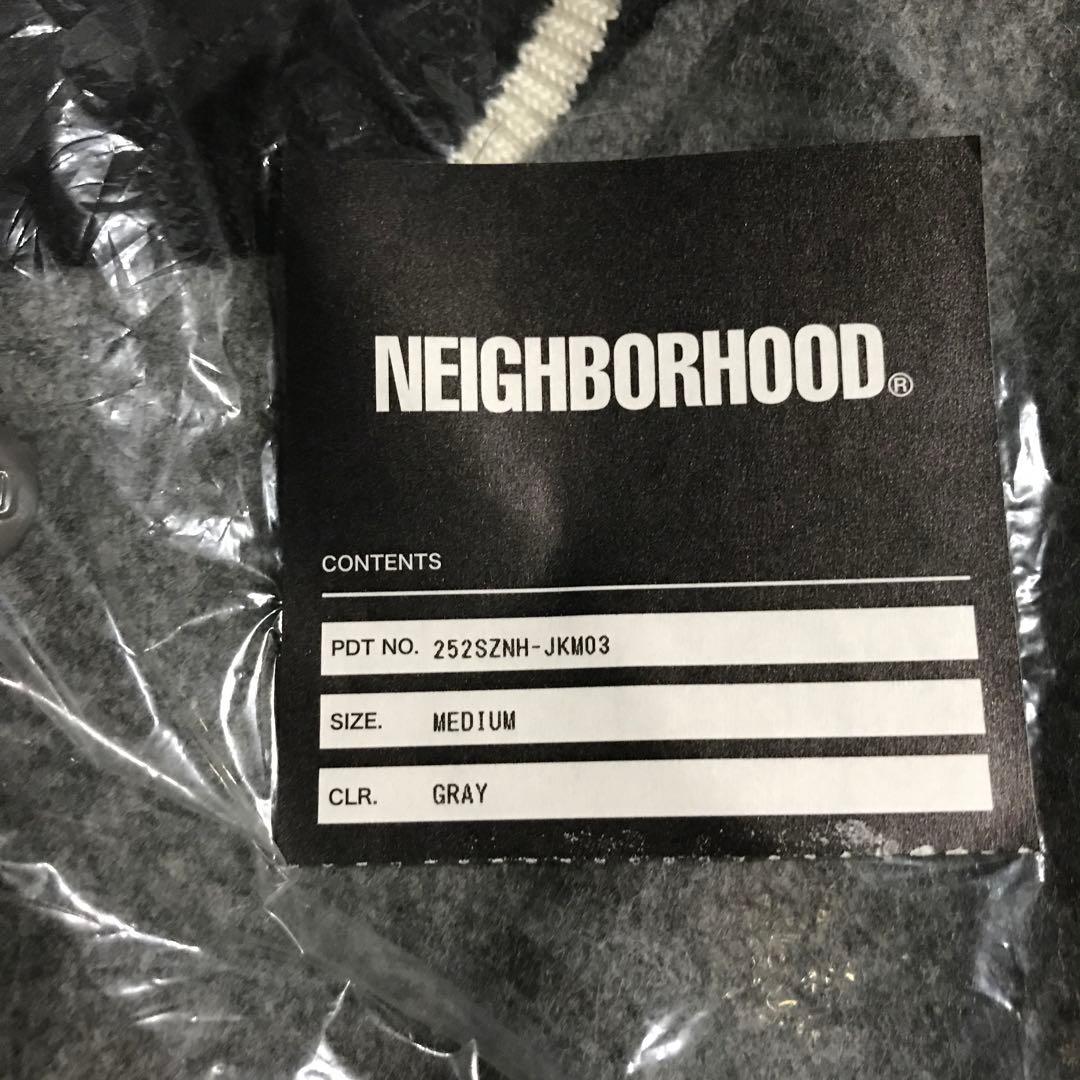 NEIGHBORHOOD®
CONTENTS
PDT NO. 252SZNH-JKM03
SIZE. MEDIUM
CLR. GRAY